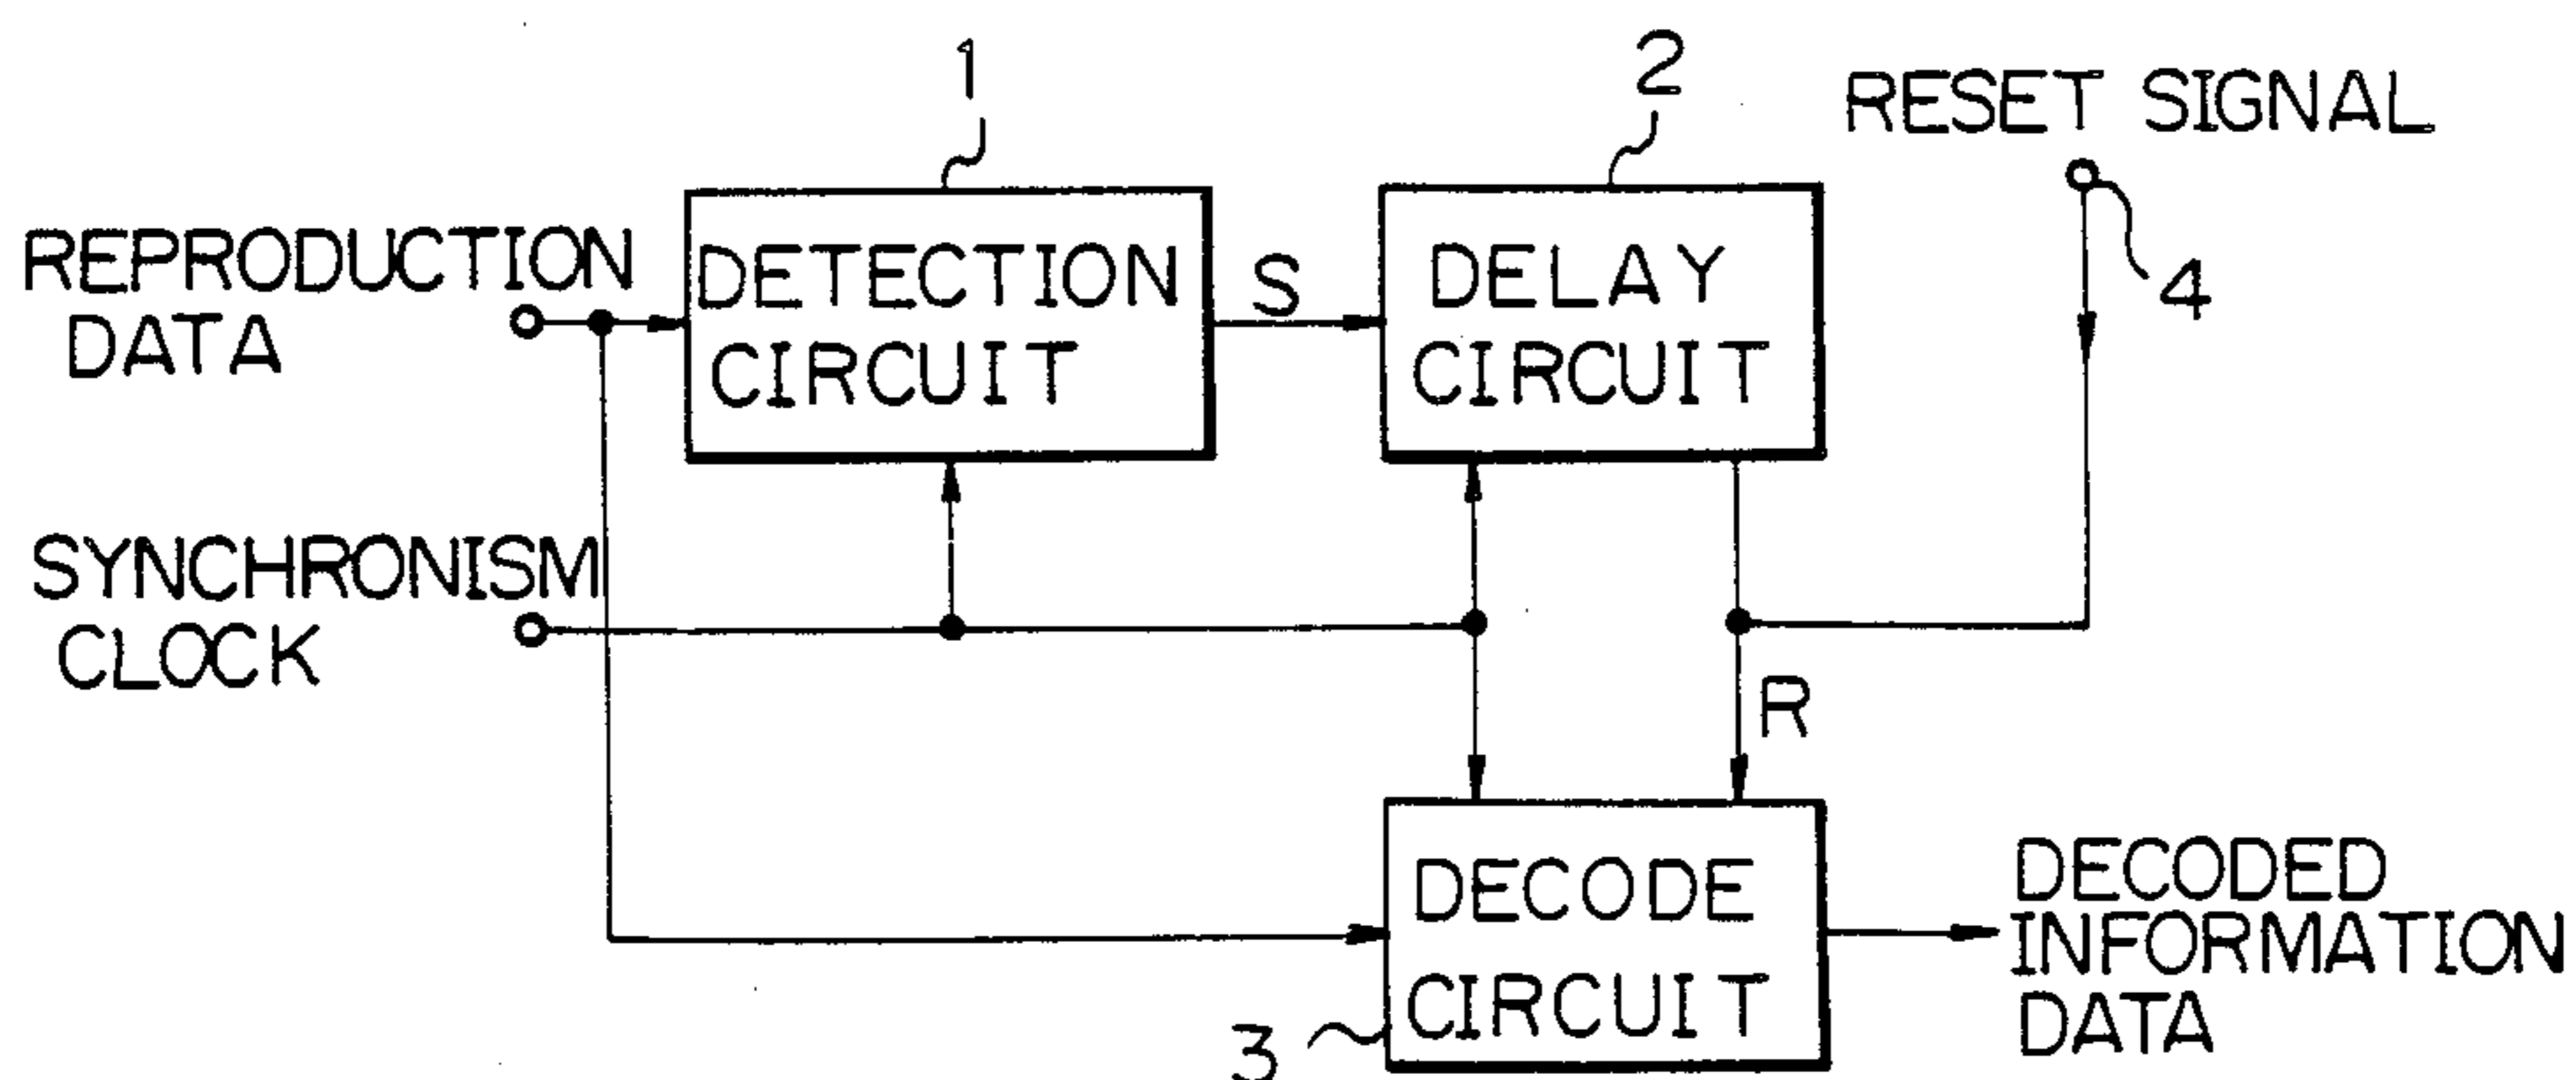 1
2
RESET SIGNAL
4
REPRODUCTION
DATA
DETECTION
CIRCUIT
S
DELAY
CIRCUIT
SYNCHRONISM
CLOCK
R
DECODE
CIRCUIT
3
DECODED
INFORMATION
DATA